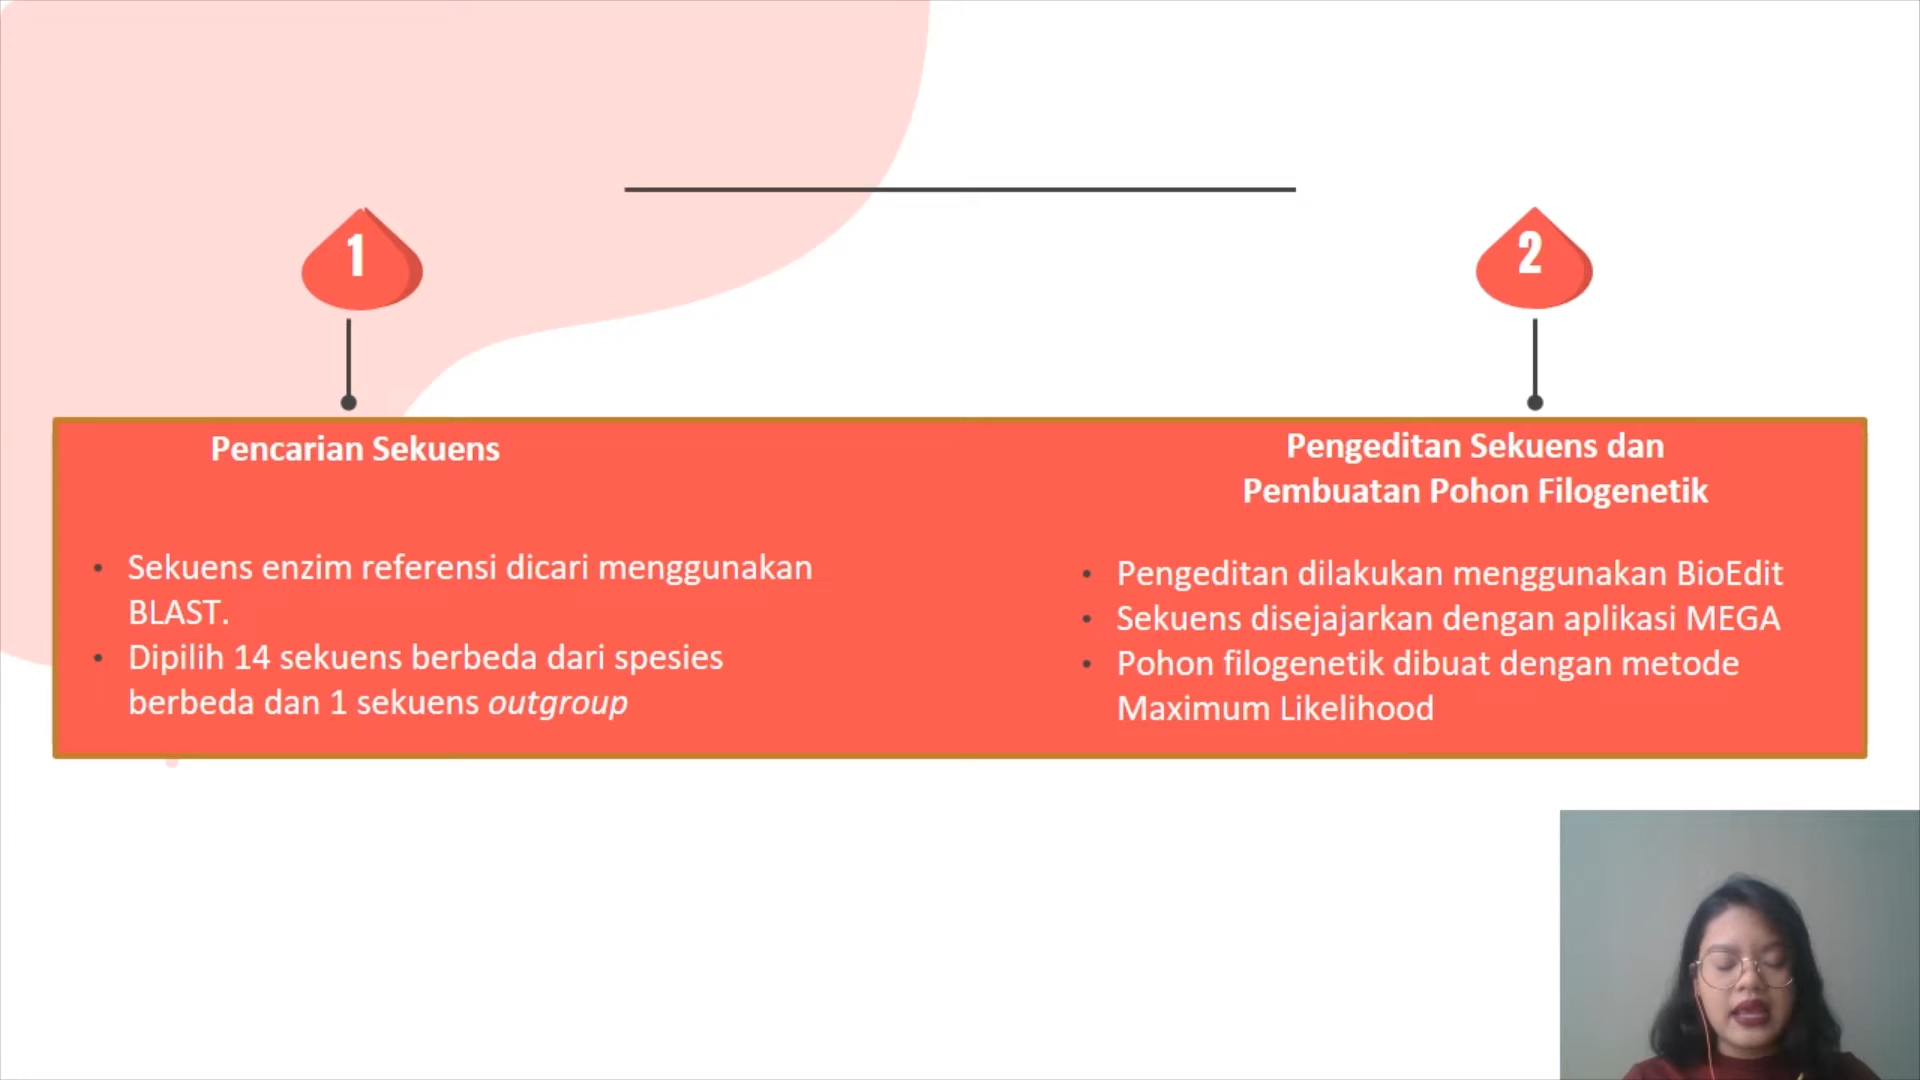 1
Pencarian Sekuens
• Sekuens enzim referensi dicari menggunakan
BLAST.
• Dipilih 14 sekuens berbeda dari spesies
berbeda dan 1 sekuens outgroup
2
Pengeditan Sekuens dan
Pembuatan Pohon Filogenetik
• Pengeditan dilakukan menggunakan BioEdit
• Sekuens disejajarkan dengan aplikasi MEGA
• Pohon filogenetik dibuat dengan metode
Maximum Likelihood